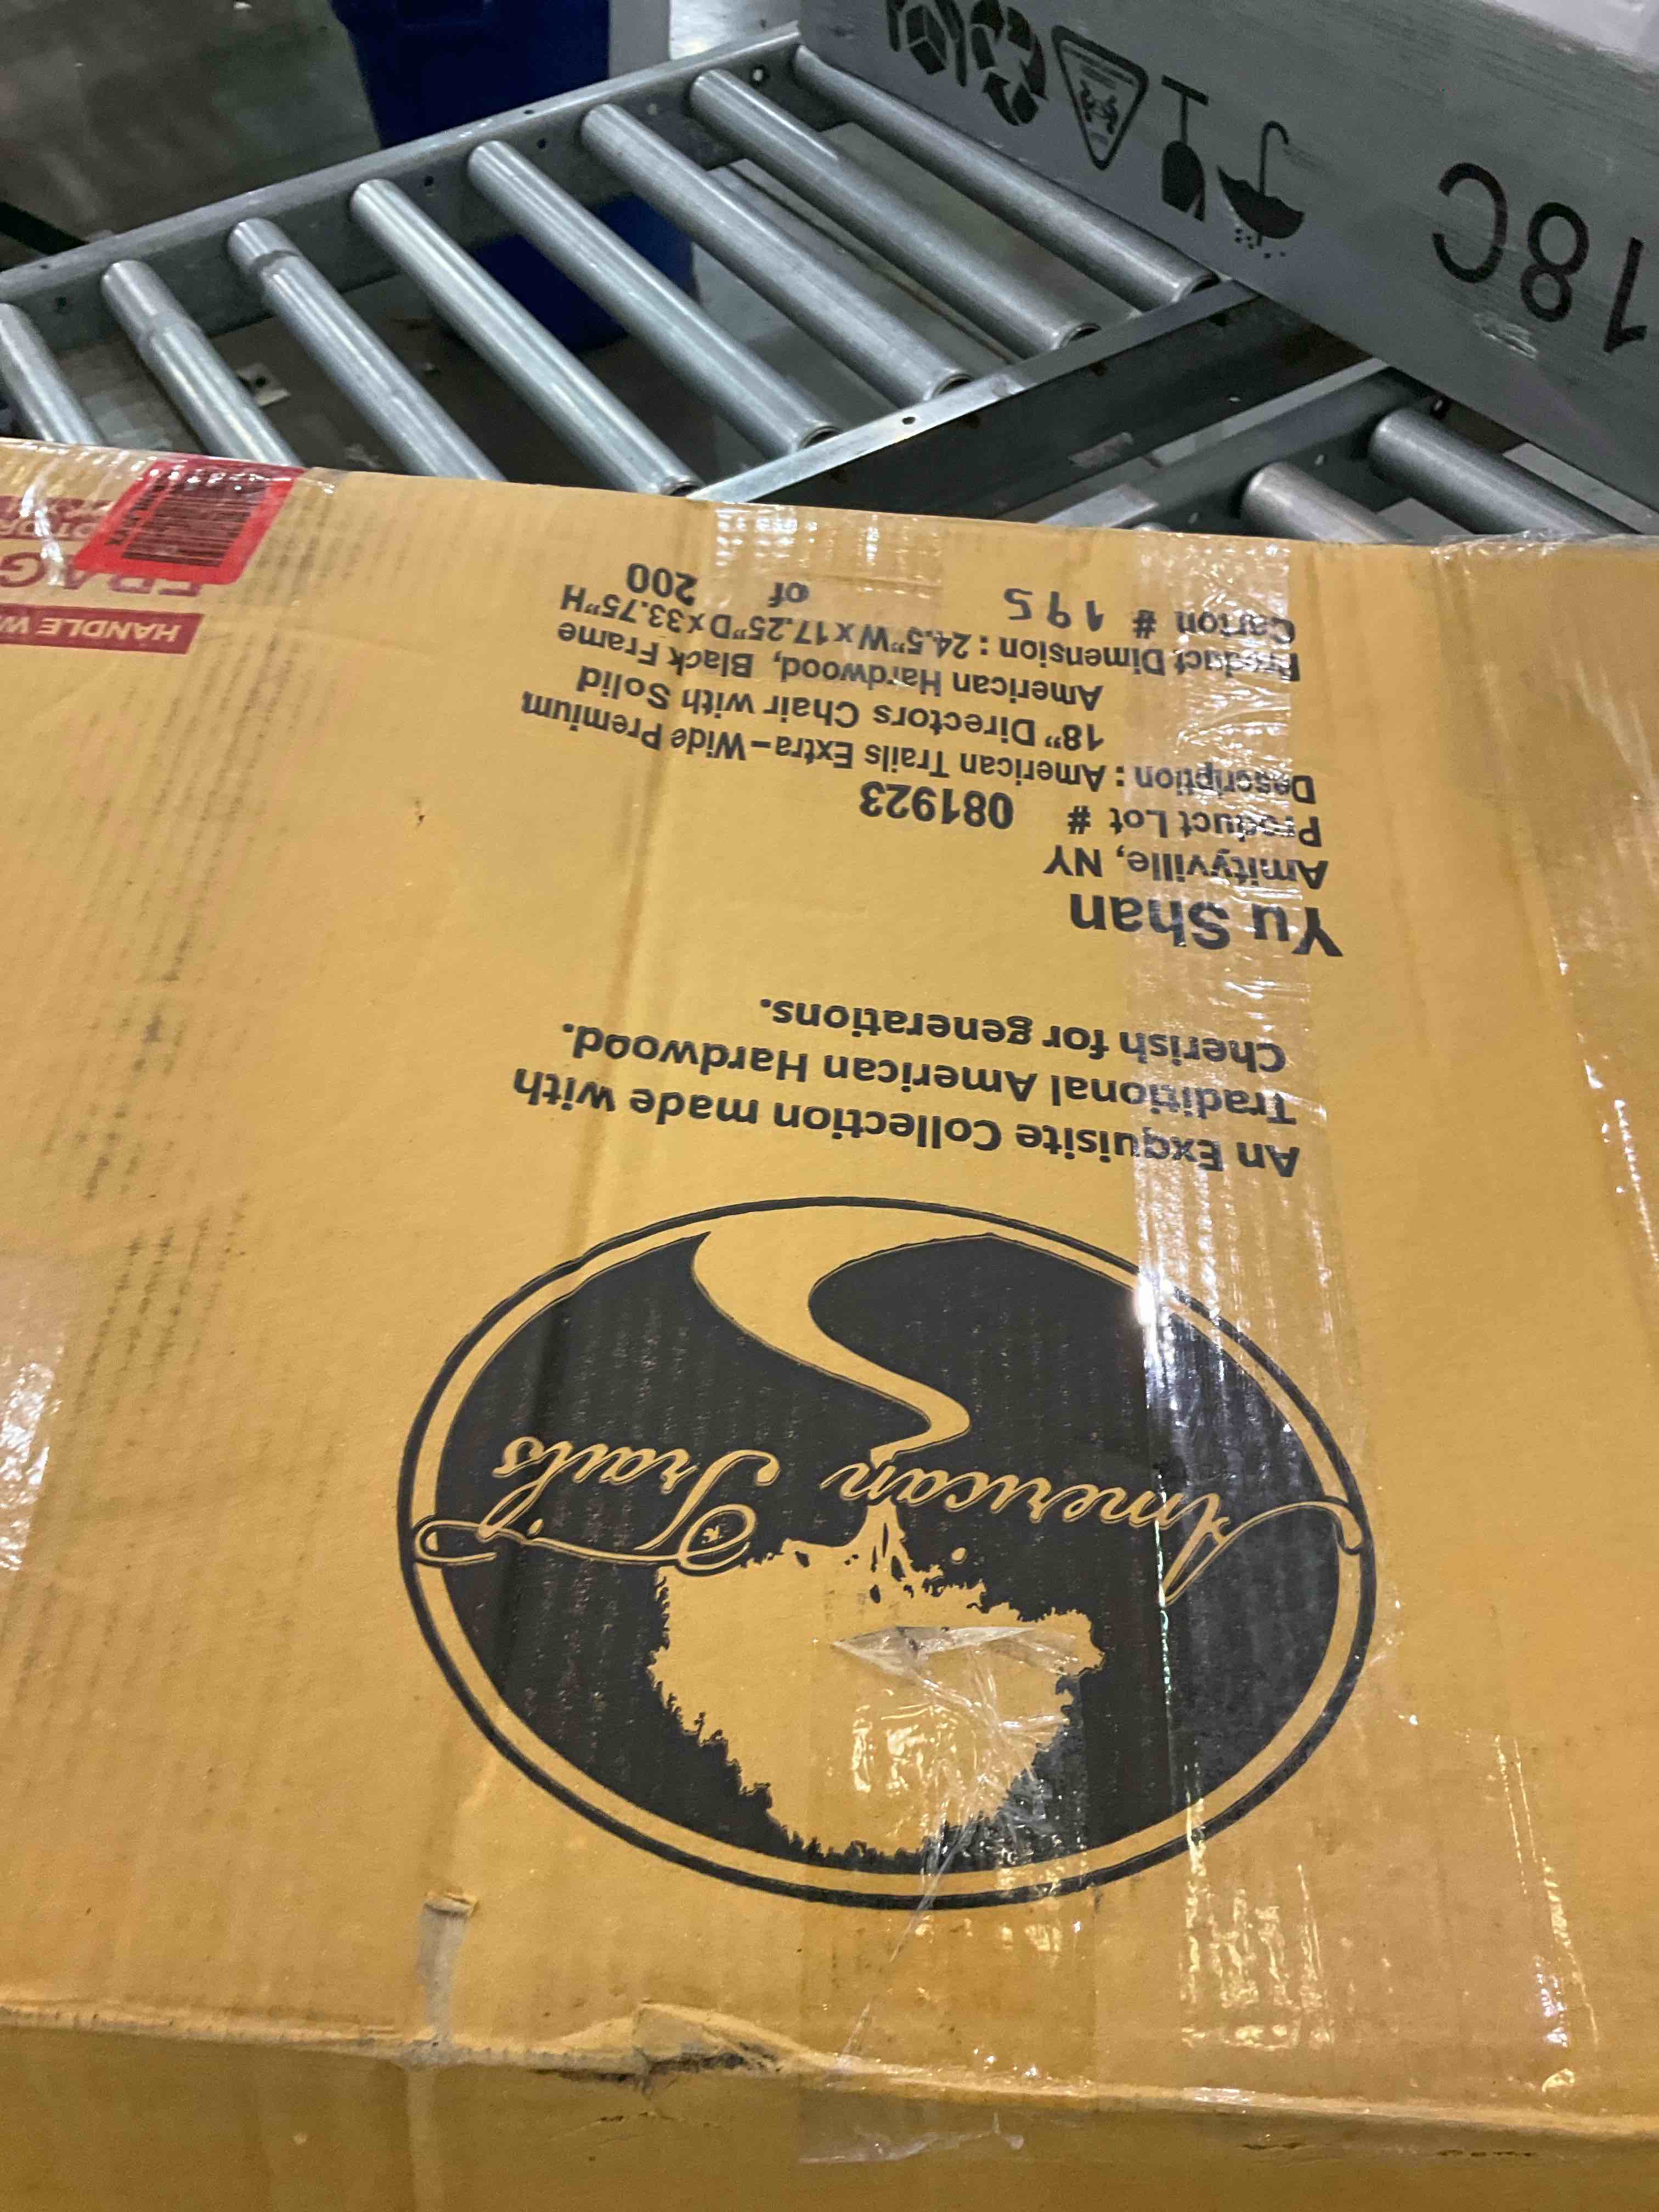 American Trails
An Exquisite Collection made with
Traditional American Hardwood.
Cherish for generations.
Yu Shan
Amityville, NY
Product Lot # 081923
Description : American Trails Extra-Wide Premium
18" Directors Chair with Solid
American Hardwood, Black Frame
Product Dimension : 24.5"W x 17.25"D x 33.75"H
Carton # 195 of 200
HANDLE W
FRAG
18C